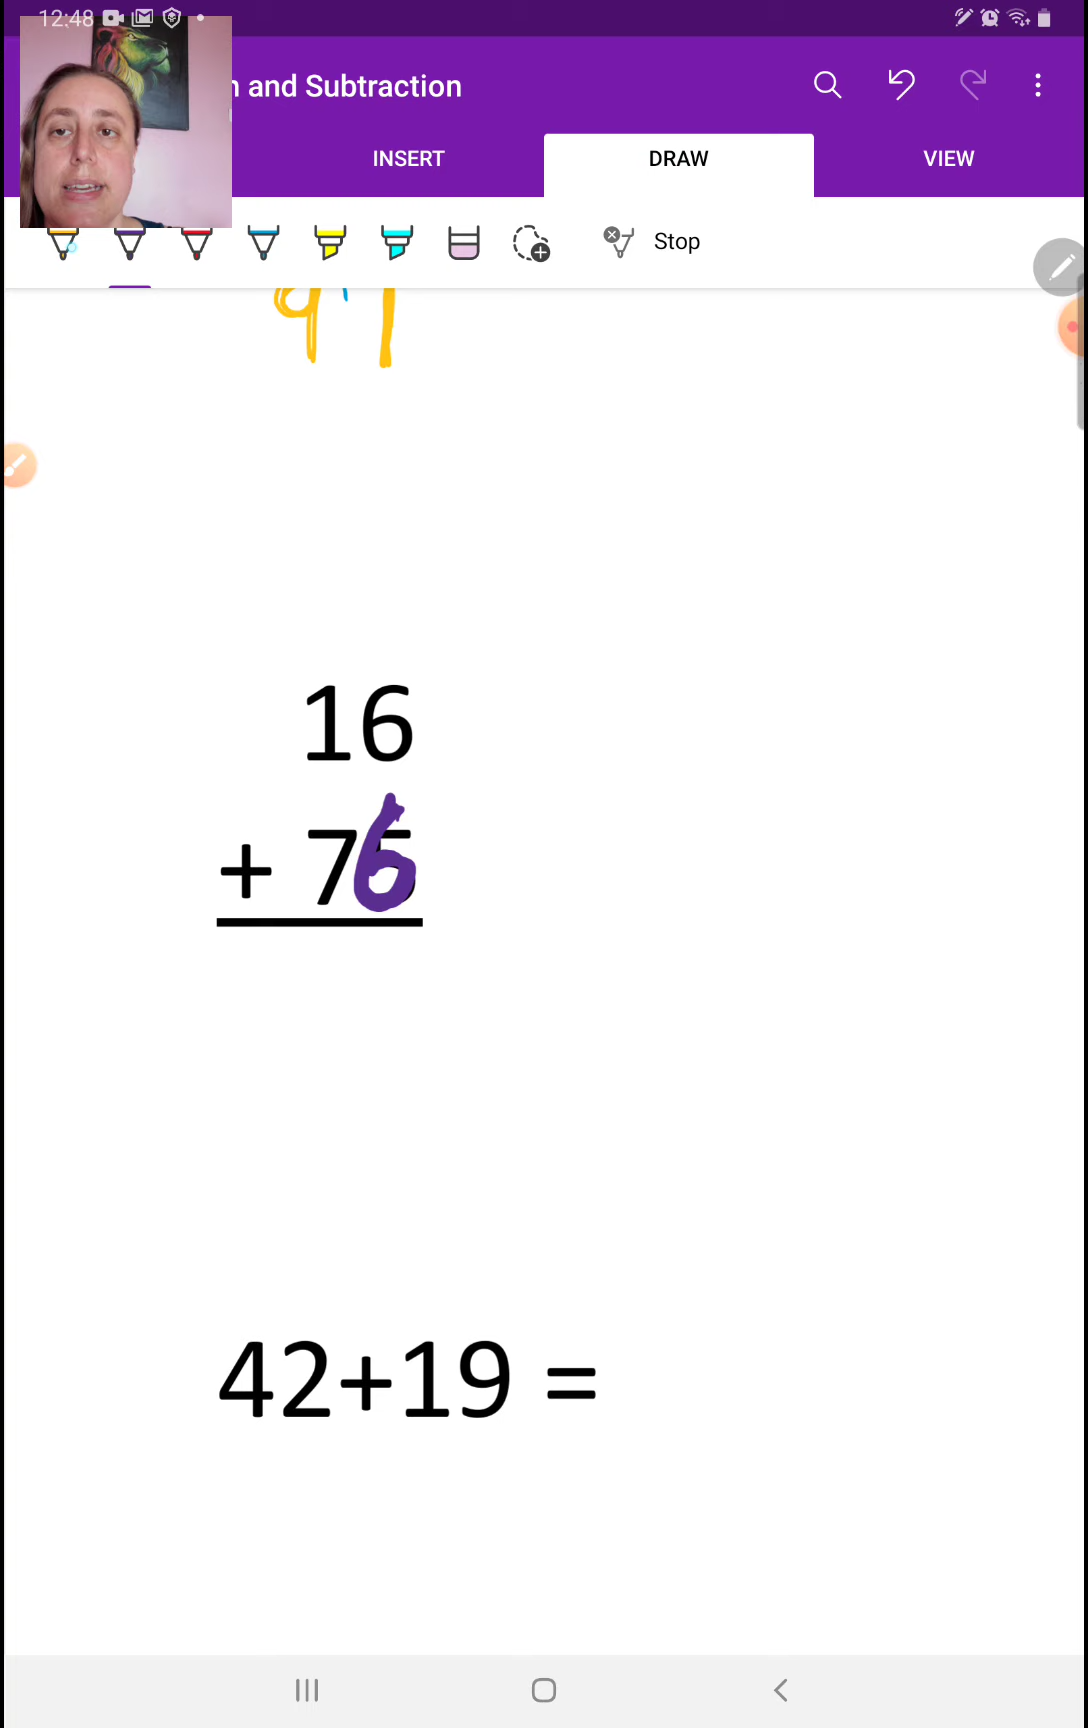 12:48
n and Subtraction
INSERT DRAW VIEW
Stop
16
+ 76
42+19 =